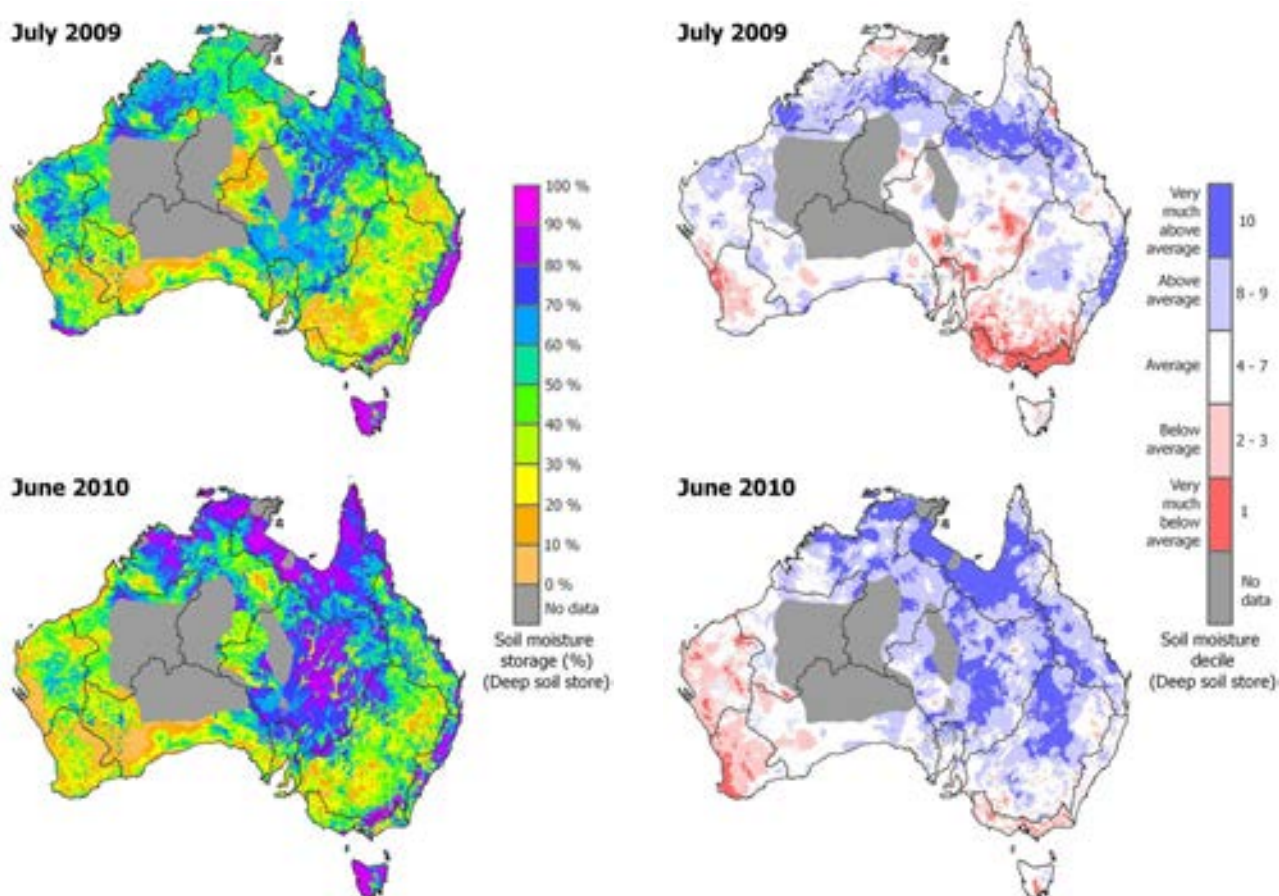 July 2009
July 2009
100 %
90 %
80 %
70 %
60 %
50 %
40 %
30 %
20 %
10 %
0 %
No data
Soil moisture
storage (%)
(Deep soil store)
Very
much
above
average
10
Above
average
8 - 9
Average
4 - 7
Below
average
2 - 3
Very
much
below
average
1
No
data
Soil moisture
decile
(Deep soil store)
June 2010
June 2010